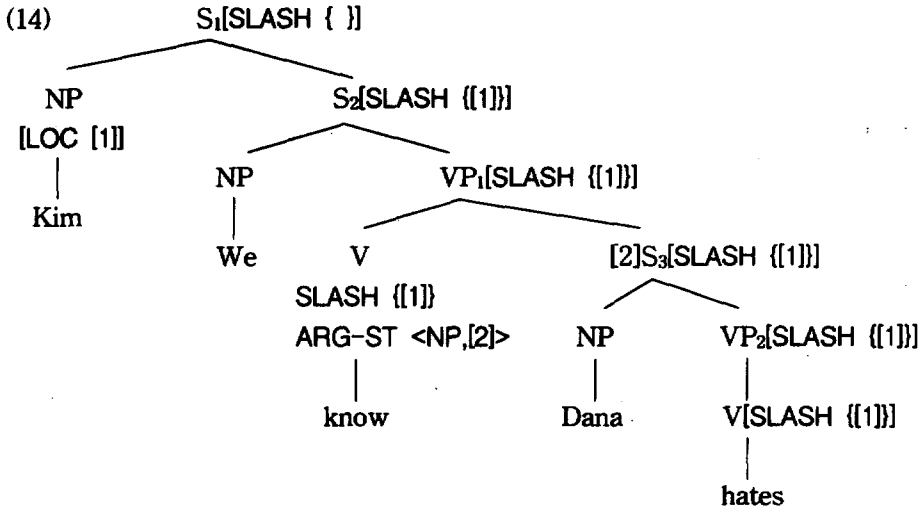 (14) S₁[SLASH { }]
NP S₂[SLASH {[1]}]
[LOC [1]]
NP VP₁[SLASH {[1]}]
Kim
We V [2]S₃[SLASH {[1]}]
SLASH {[1]}
ARG-ST <NP,[2]> NP VP₂[SLASH {[1]}]
know Dana V[SLASH {[1]}]
hates